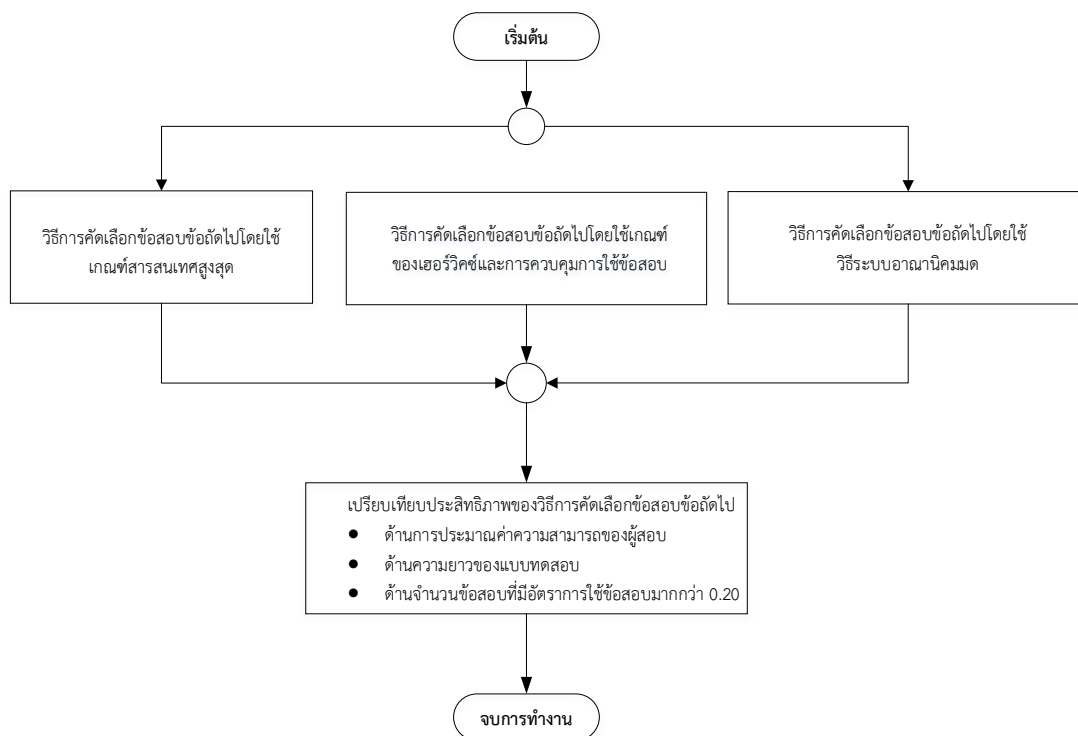 เริ่มต้น
วิธีการคัดเลือกข้อสอบข้อถัดไปโดยใช้
เกณฑ์สารสนเทศสูงสุด
วิธีการคัดเลือกข้อสอบข้อถัดไปโดยใช้เกณฑ์
ของเฮอร์วิคซ์และการควบคุมการใช้ข้อสอบ
วิธีการคัดเลือกข้อสอบข้อถัดไปโดยใช้
วิธีระบบอาณานิคมมด
เปรียบเทียบประสิทธิภาพของวิธีการคัดเลือกข้อสอบข้อถัดไป
● ด้านการประมาณค่าความสามารถของผู้สอบ
● ด้านความยาวของแบบทดสอบ
● ด้านจำนวนข้อสอบที่มีอัตราการใช้ข้อสอบมากกว่า 0.20
จบการทำงาน